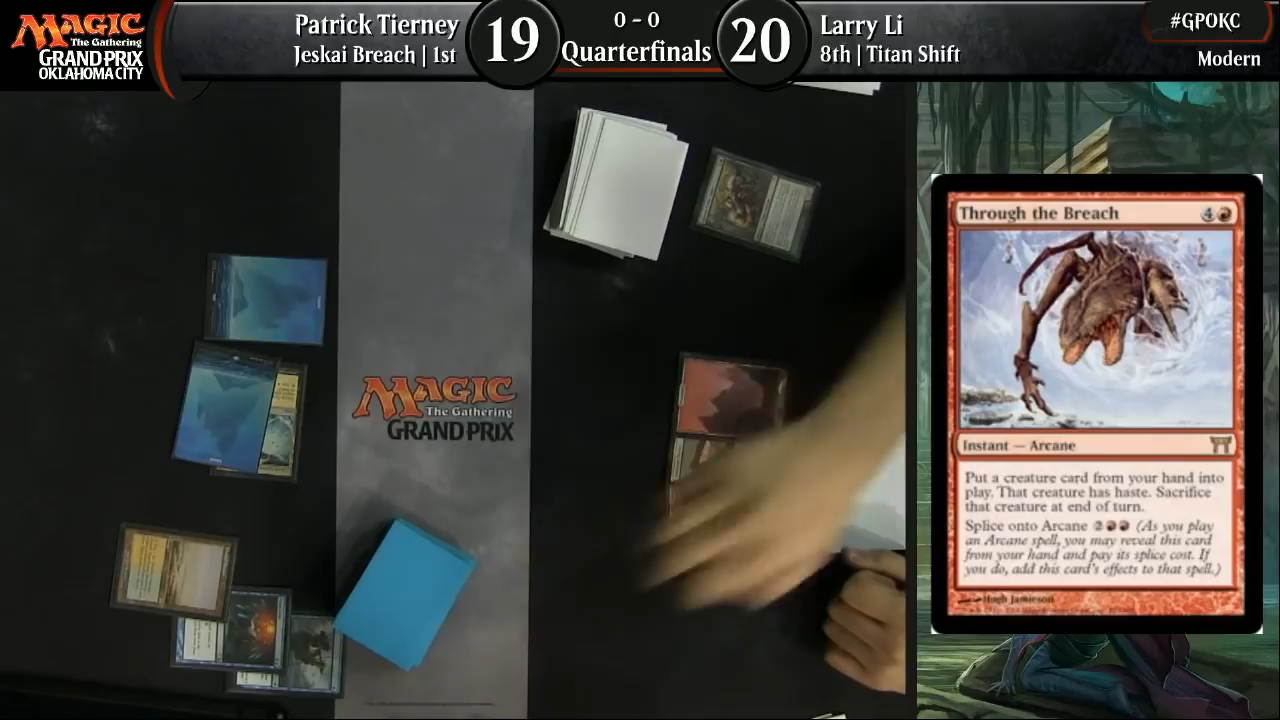 MAGIC
The Gathering
GRAND PRIX
OKLAHOMA CITY
Patrick Tierney
Jeskai Breach | 1st
19
0 - 0
Quarterfinals
20
Larry Li
8th | Titan Shift
#GPOKC
Modern
MAGIC
The Gathering
GRAND PRIX
Through the Breach 4
Instant — Arcane
Put a creature card from your hand into
play. That creature has haste. Sacrifice
that creature at end of turn.
Splice onto Arcane 2 (As you play
an Arcane spell, you may reveal this card
from your hand and pay its splice cost. If
you do, add this card's effects to that spell.)
Hugh Jamieson